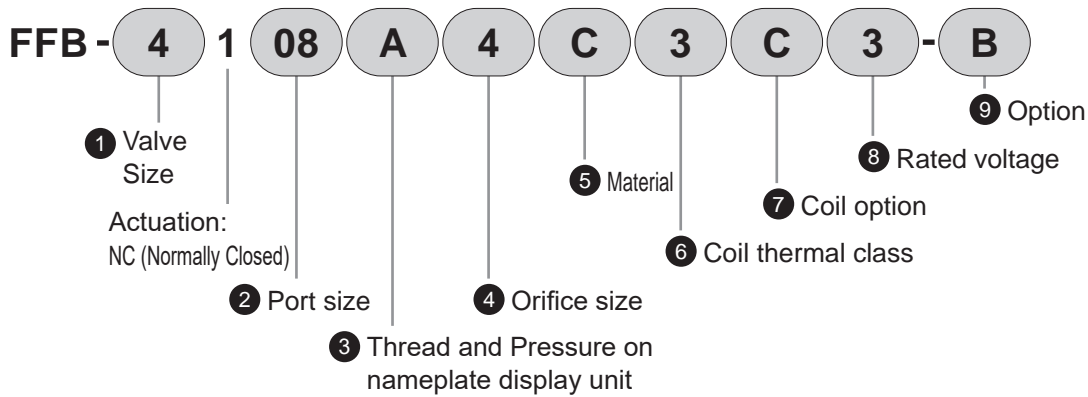 FFB - 4 1 08 A 4 C 3 C 3 - B
1 Valve
Size
Actuation:
NC (Normally Closed)
2 Port size
3 Thread and Pressure on
nameplate display unit
4 Orifice size
5 Material
6 Coil thermal class
7 Coil option
8 Rated voltage
9 Option